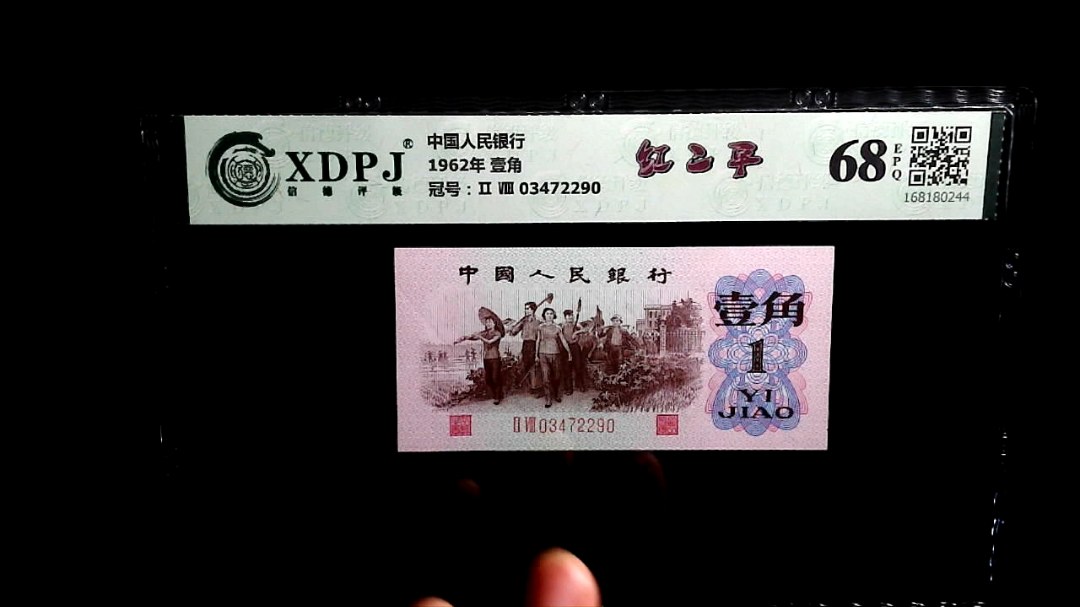 XDPJ®
信德评级
中国人民银行
1962年 壹角
冠号：Ⅱ Ⅷ 03472290
红二平
68
EPQ
168180244
中國人民銀行
壹角
1
YI
JIAO
Ⅱ Ⅷ 03472290